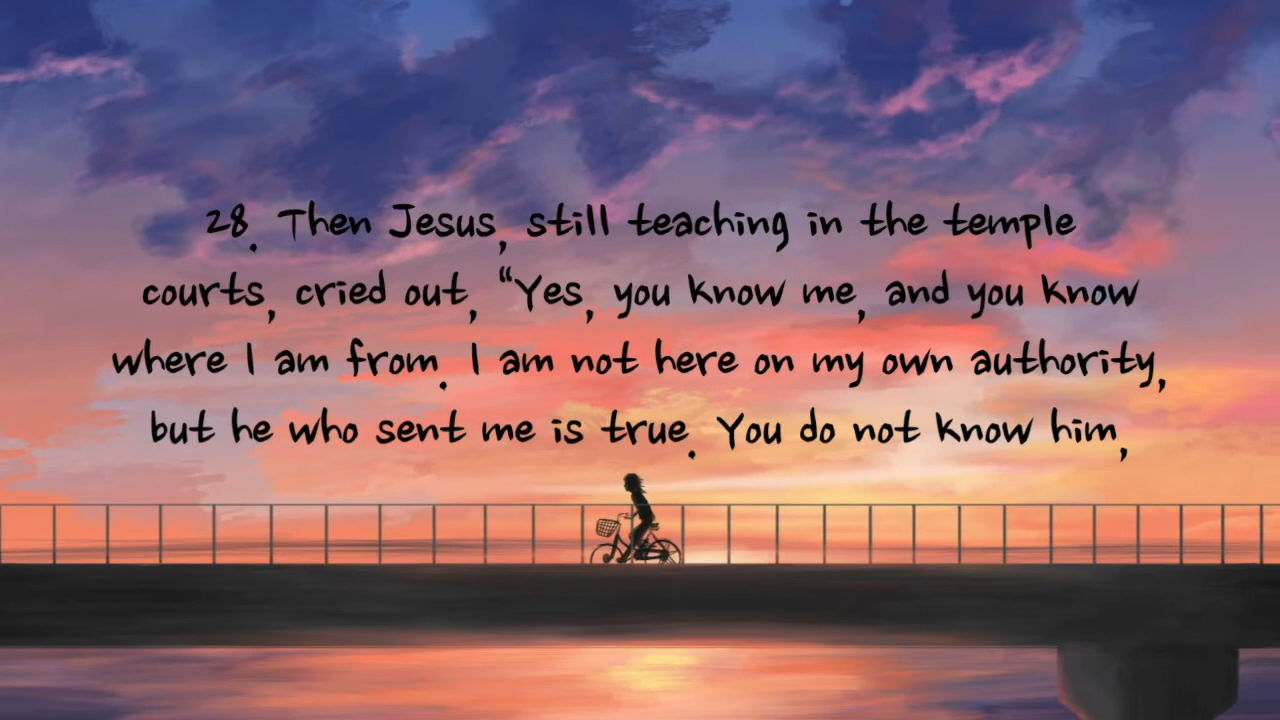 28. Then Jesus, still teaching in the temple
courts, cried out, “Yes, you know me, and you know
where I am from. I am not here on my own authority,
but he who sent me is true. You do not know him,